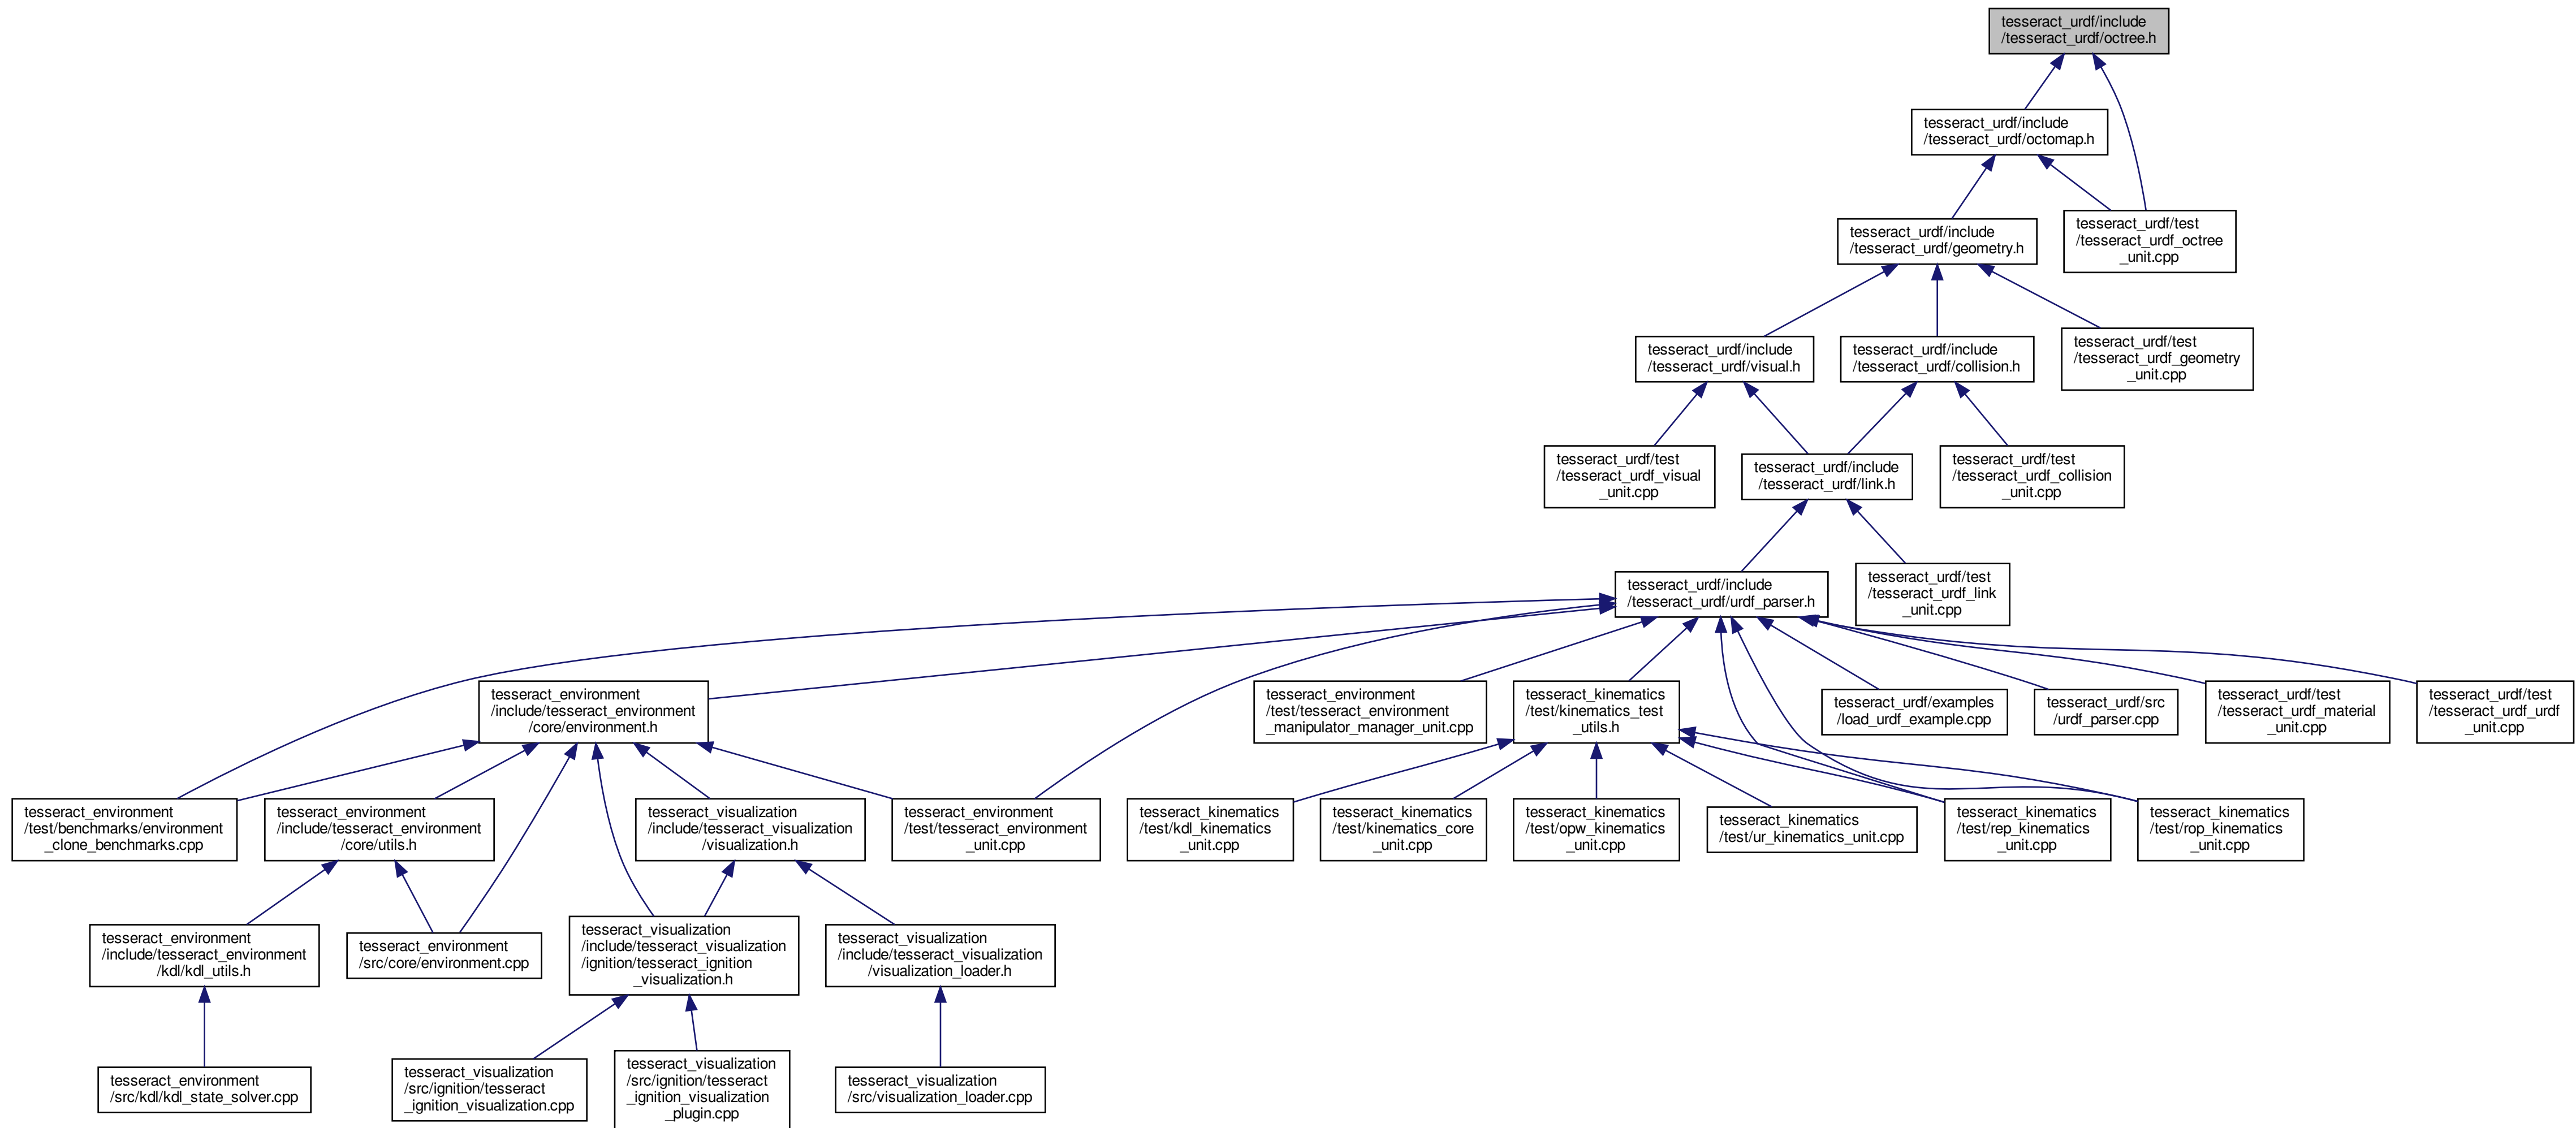 tesseract_urdf/include
/tesseract_urdf/octree.h
tesseract_urdf/include
/tesseract_urdf/octomap.h
tesseract_urdf/include
/tesseract_urdf/geometry.h
tesseract_urdf/test
/tesseract_urdf_octree
_unit.cpp
tesseract_urdf/include
/tesseract_urdf/visual.h
tesseract_urdf/include
/tesseract_urdf/collision.h
tesseract_urdf/test
/tesseract_urdf_geometry
_unit.cpp
tesseract_urdf/test
/tesseract_urdf_visual
_unit.cpp
tesseract_urdf/include
/tesseract_urdf/link.h
tesseract_urdf/test
/tesseract_urdf_collision
_unit.cpp
tesseract_urdf/include
/tesseract_urdf/urdf_parser.h
tesseract_urdf/test
/tesseract_urdf_link
_unit.cpp
tesseract_environment
/include/tesseract_environment
/core/environment.h
tesseract_environment
/test/tesseract_environment
_manipulator_manager_unit.cpp
tesseract_kinematics
/test/kinematics_test
_utils.h
tesseract_urdf/examples
/load_urdf_example.cpp
tesseract_urdf/src
/urdf_parser.cpp
tesseract_urdf/test
/tesseract_urdf_material
_unit.cpp
tesseract_urdf/test
/tesseract_urdf_urdf
_unit.cpp
tesseract_environment
/test/benchmarks/environment
_clone_benchmarks.cpp
tesseract_environment
/include/tesseract_environment
/core/utils.h
tesseract_visualization
/include/tesseract_visualization
/visualization.h
tesseract_environment
/test/tesseract_environment
_unit.cpp
tesseract_kinematics
/test/kdl_kinematics
_unit.cpp
tesseract_kinematics
/test/kinematics_core
_unit.cpp
tesseract_kinematics
/test/opw_kinematics
_unit.cpp
tesseract_kinematics
/test/ur_kinematics_unit.cpp
tesseract_kinematics
/test/rep_kinematics
_unit.cpp
tesseract_kinematics
/test/rop_kinematics
_unit.cpp
tesseract_environment
/include/tesseract_environment
/kdl/kdl_utils.h
tesseract_environment
/src/core/environment.cpp
tesseract_visualization
/include/tesseract_visualization
/ignition/tesseract_ignition
_visualization.h
tesseract_visualization
/include/tesseract_visualization
/visualization_loader.h
tesseract_environment
/src/kdl/kdl_state_solver.cpp
tesseract_visualization
/src/ignition/tesseract
_ignition_visualization.cpp
tesseract_visualization
/src/ignition/tesseract
_ignition_visualization
_plugin.cpp
tesseract_visualization
/src/visualization_loader.cpp